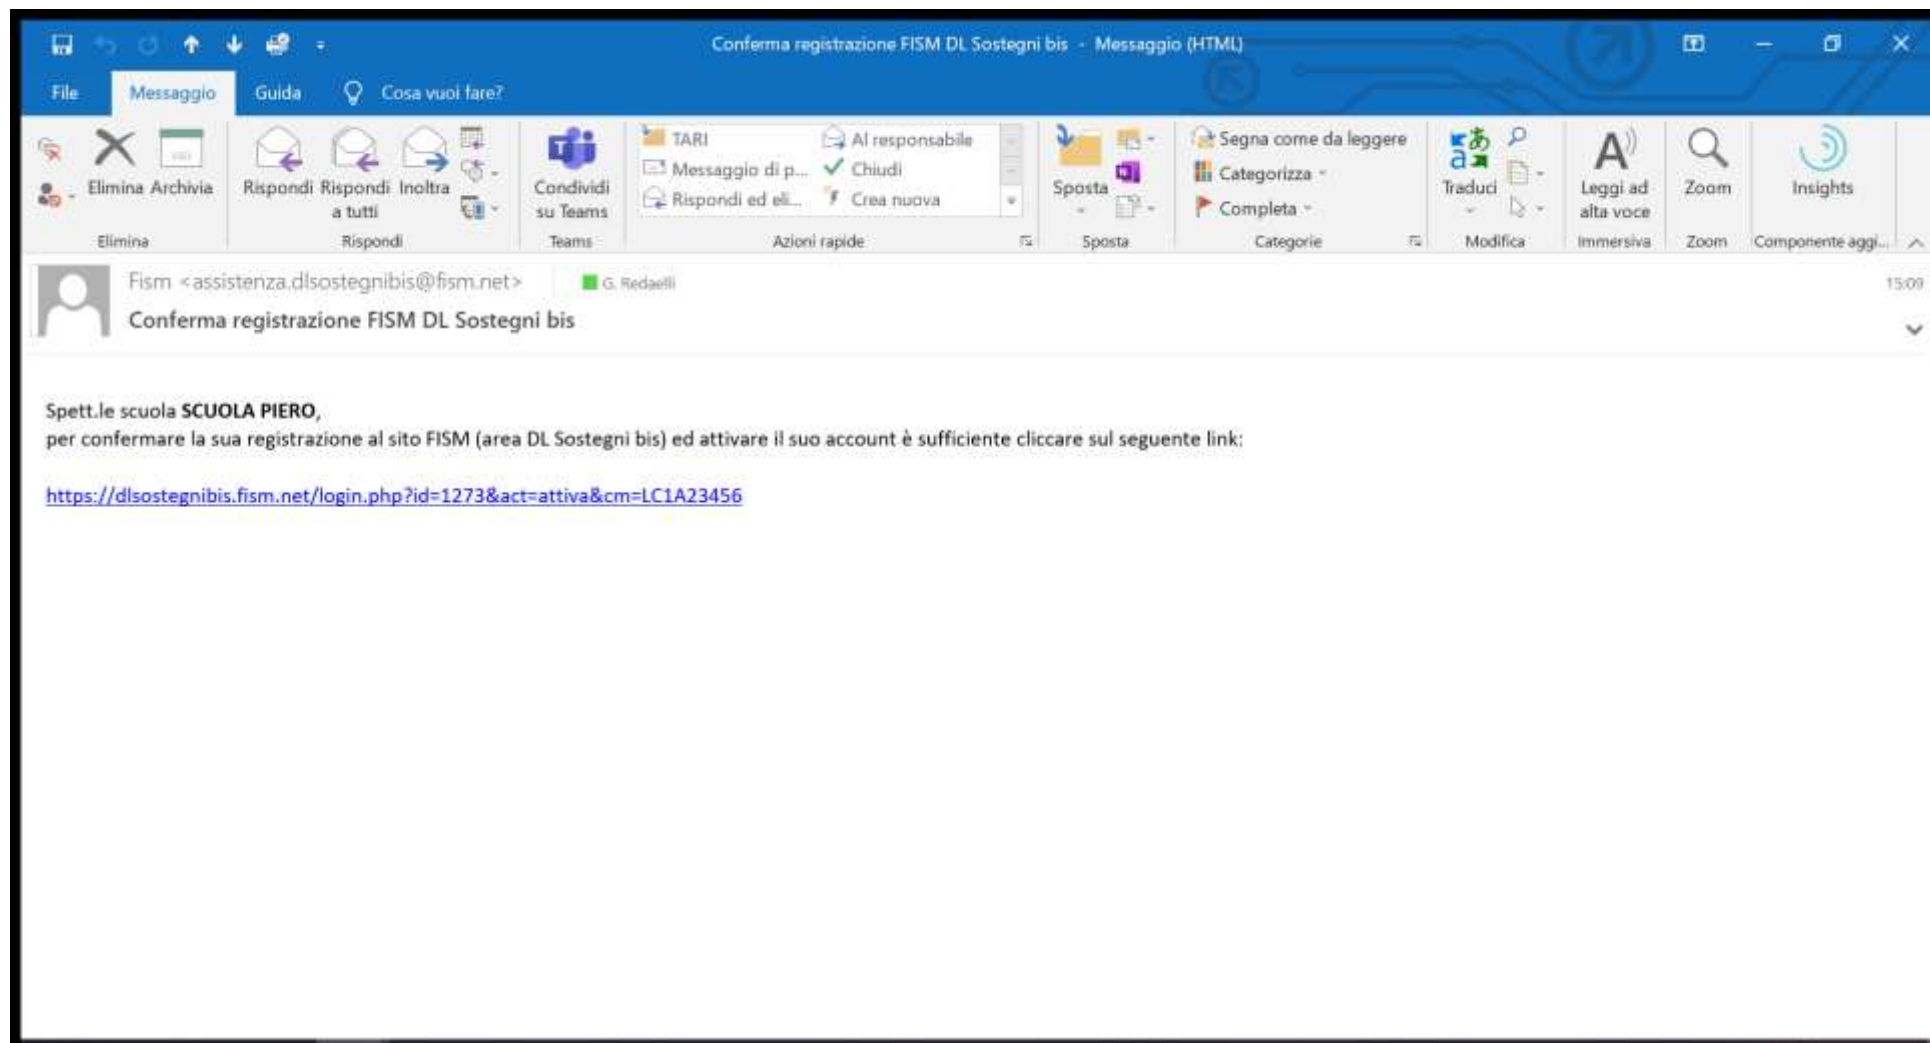 Conferma registrazione FISM DL Sostegni bis - Messaggio (HTML)
File Messaggio Guida Cosa vuoi fare?
TARI Al responsabile Segna come da leggere
Messaggio di p... Chiudi Categorizza
Rispondi ed eli... Crea nuova Completa
Elimina Archivia Rispondi Rispondi a tutti Inoltra Condividi su Teams Sposta Traduci Leggi ad alta voce Zoom Insights
Elimina Rispondi Teams Azioni rapide Sposta Categorie Modifica Immersiva Zoom Componente aggi...
Fism <assistenza.dlsostegnibis@fism.net> G. Redaelli 15:09
Conferma registrazione FISM DL Sostegni bis
Spett.le scuola SCUOLA PIERO,
per confermare la sua registrazione al sito FISM (area DL Sostegni bis) ed attivare il suo account è sufficiente cliccare sul seguente link:
https://dlsostegnibis.fism.net/login.php?id=1273&act=attiva&cm=LC1A23456